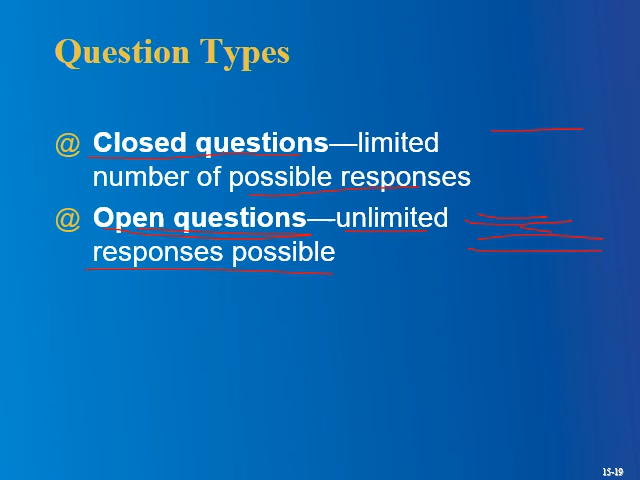 Question Types
@ Closed questions—limited
number of possible responses
@ Open questions—unlimited
responses possible
15-19